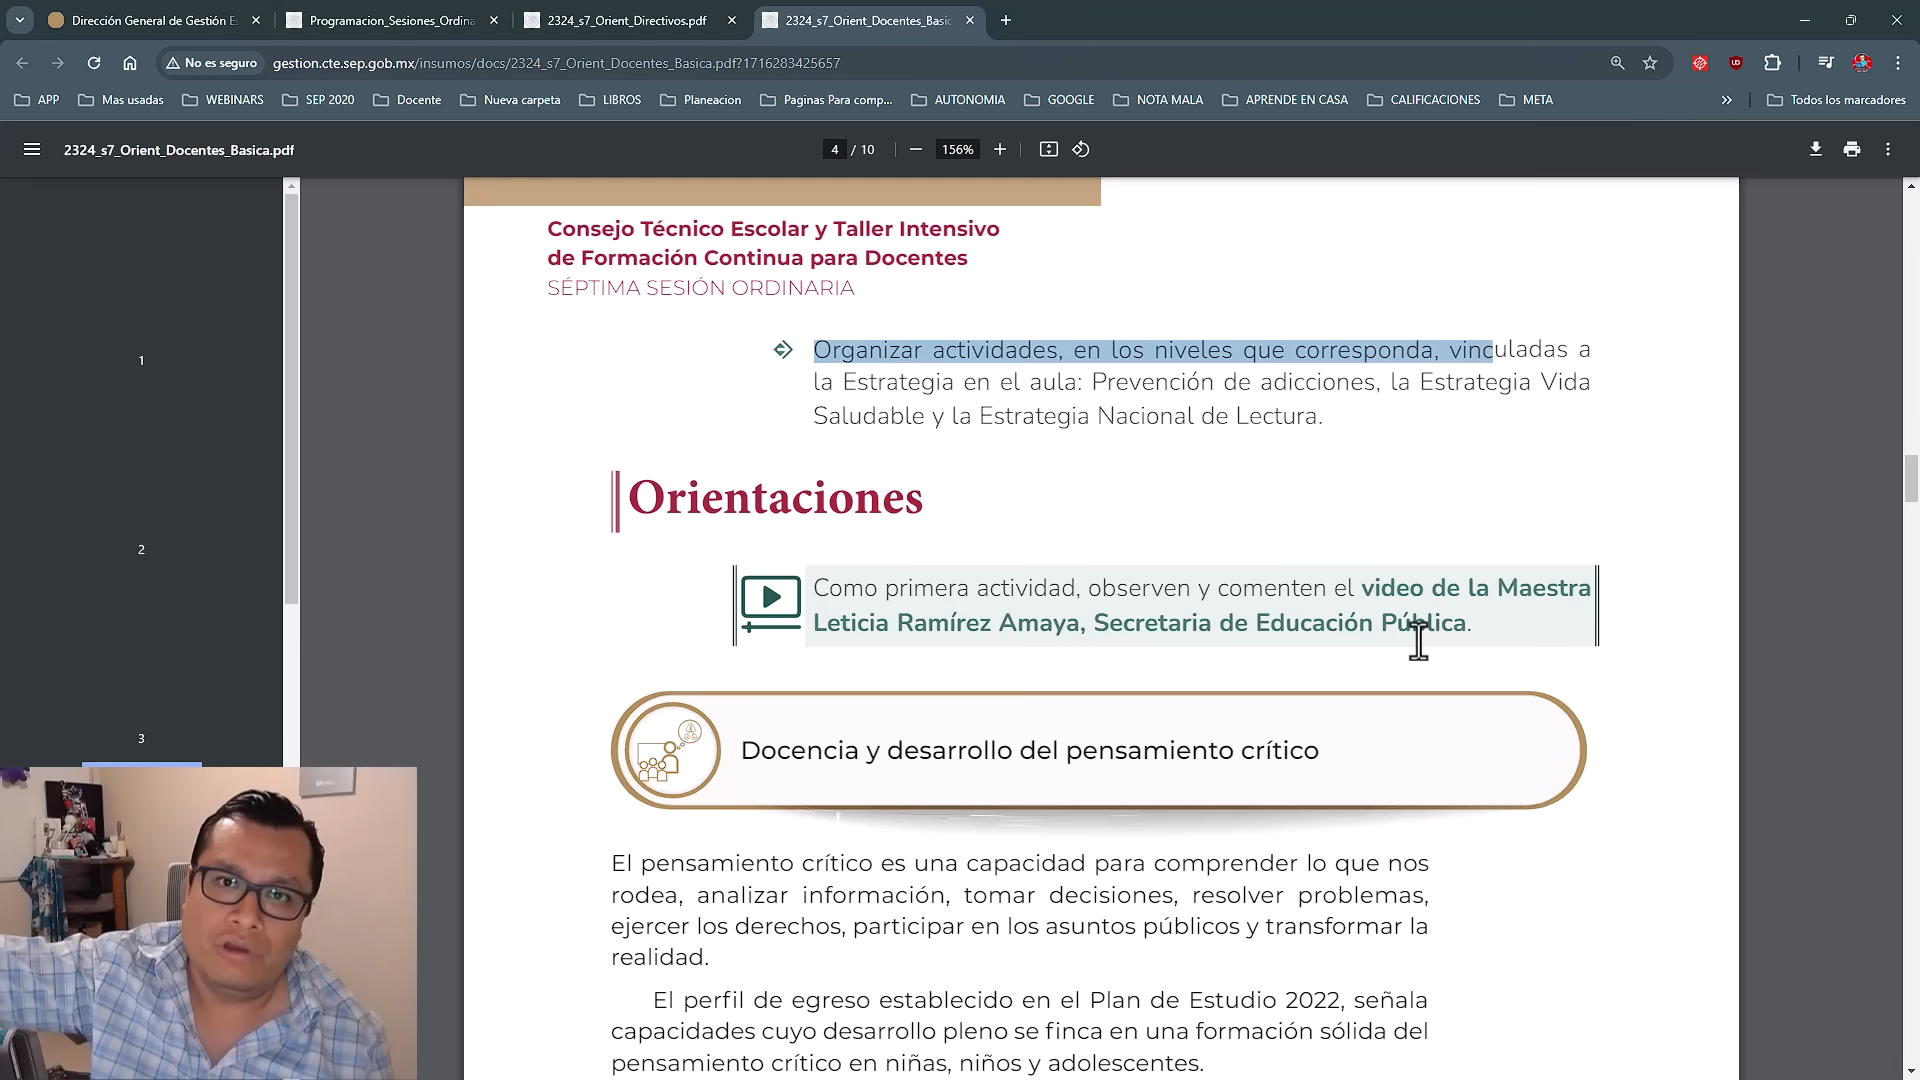 Dirección General de Gestión E
Programacion_Sesiones_Ordina
2324_s7_Orient_Directivos.pdf
2324_s7_Orient_Docentes_Basic
No es seguro
gestion.cte.sep.gob.mx/insumos/docs/2324_s7_Orient_Docentes_Basica.pdf?1716283425657
APP
Mas usadas
WEBINARS
SEP 2020
Docente
Nueva carpeta
LIBROS
Planeacion
Paginas Para comp...
AUTONOMIA
GOOGLE
NOTA MALA
APRENDE EN CASA
CALIFICACIONES
META
»
Todos los marcadores
2324_s7_Orient_Docentes_Basica.pdf
4 / 10
156%
1
2
3
Consejo Técnico Escolar y Taller Intensivo
de Formación Continua para Docentes
SÉPTIMA SESIÓN ORDINARIA
Organizar actividades, en los niveles que corresponda, vinculadas a
la Estrategia en el aula: Prevención de adicciones, la Estrategia Vida
Saludable y la Estrategia Nacional de Lectura.
Orientaciones
Como primera actividad, observen y comenten el video de la Maestra
Leticia Ramírez Amaya, Secretaria de Educación Pública.
Docencia y desarrollo del pensamiento crítico
El pensamiento crítico es una capacidad para comprender lo que nos
rodea, analizar información, tomar decisiones, resolver problemas,
ejercer los derechos, participar en los asuntos públicos y transformar la
realidad.
El perfil de egreso establecido en el Plan de Estudio 2022, señala
capacidades cuyo desarrollo pleno se finca en una formación sólida del
pensamiento crítico en niñas, niños y adolescentes.